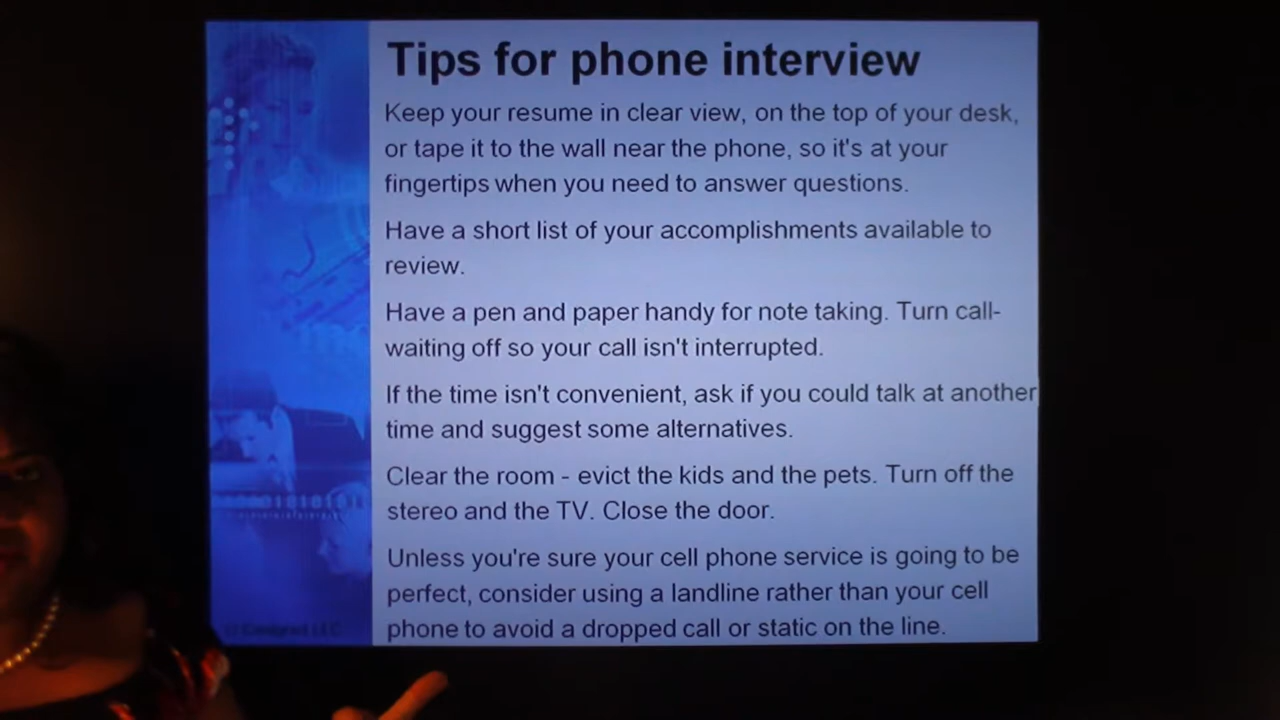 Tips for phone interview
Keep your resume in clear view, on the top of your desk,
or tape it to the wall near the phone, so it's at your
fingertips when you need to answer questions.
Have a short list of your accomplishments available to
review.
Have a pen and paper handy for note taking. Turn call-
waiting off so your call isn't interrupted.
If the time isn't convenient, ask if you could talk at another
time and suggest some alternatives.
Clear the room - evict the kids and the pets. Turn off the
stereo and the TV. Close the door.
Unless you're sure your cell phone service is going to be
perfect, consider using a landline rather than your cell
phone to avoid a dropped call or static on the line.